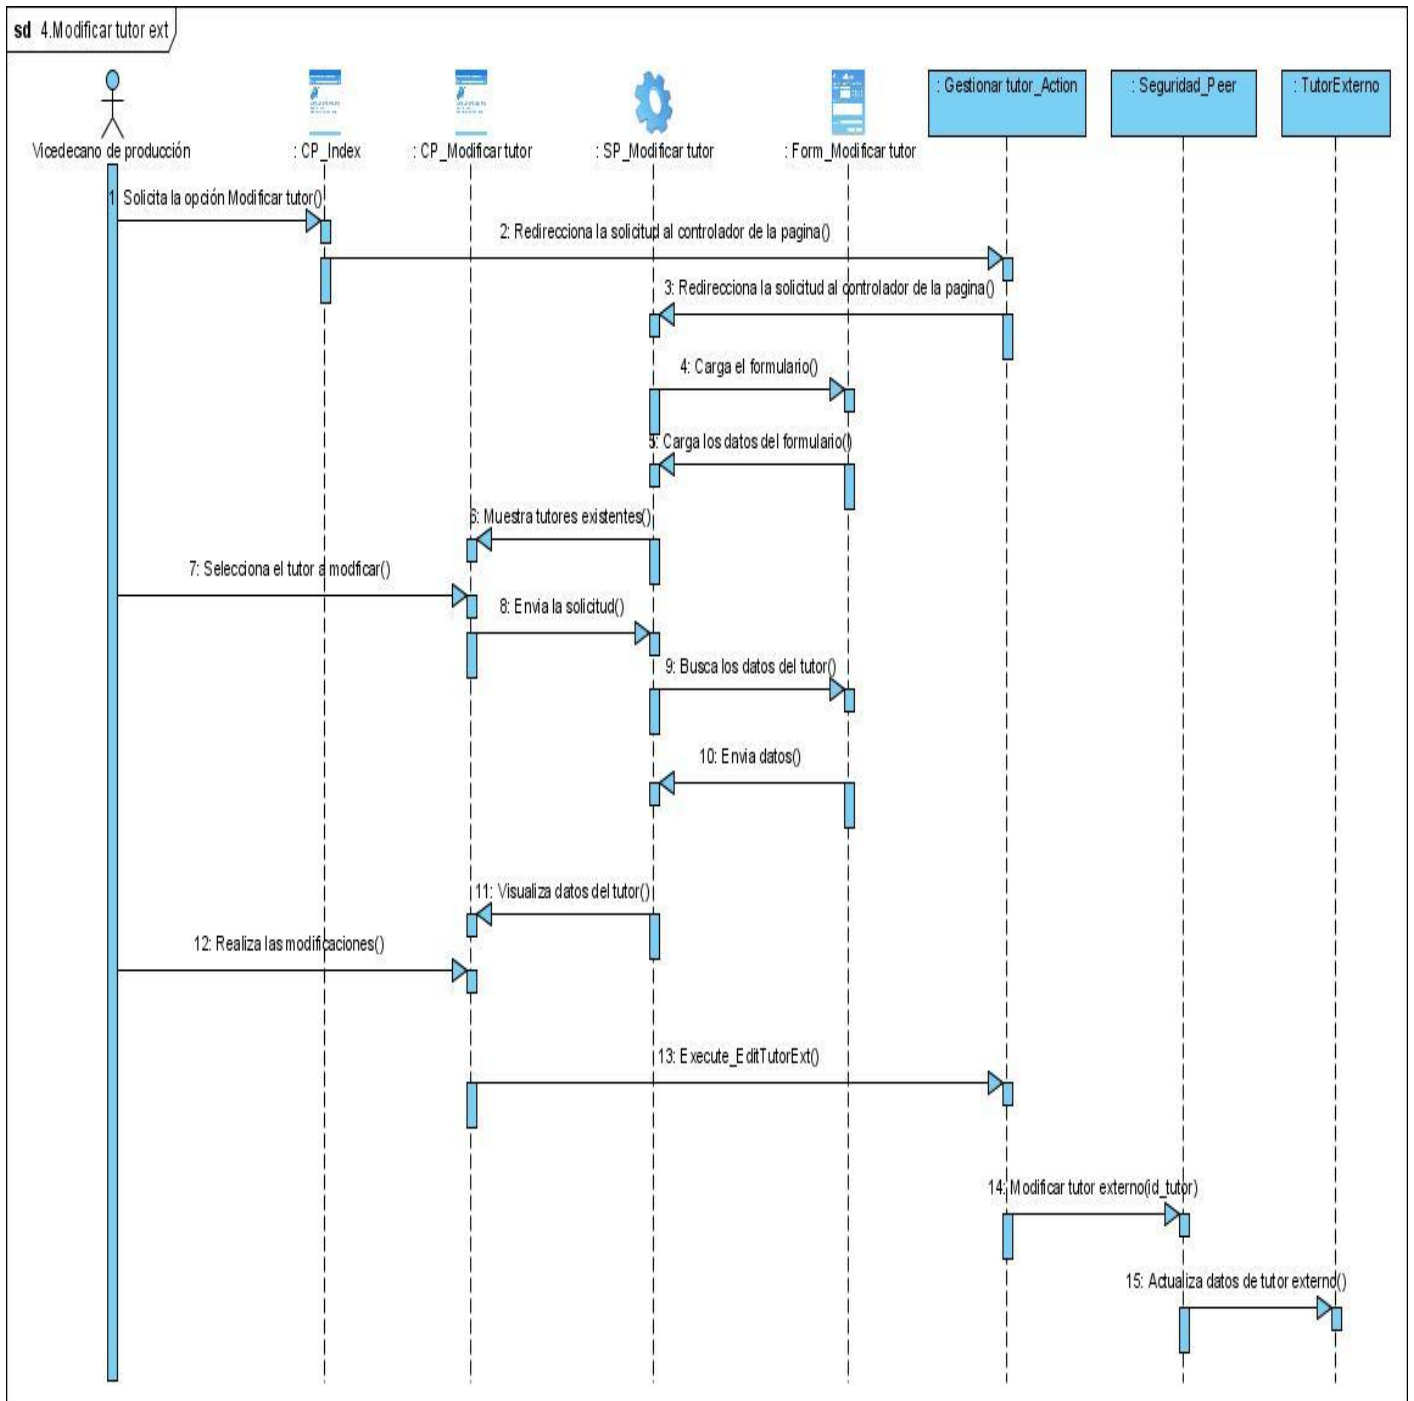 sd 4.Modificar tutor ext
: Gestionar tutor_Action
: Seguridad_Peer
: TutorExterno
Vicedecano de producción
: CP_Index
: CP_Modificar tutor
: SP_Modificar tutor
: Form_Modificar tutor
1 Solicita la opción Modificar tutor()
2: Redirecciona la solicitud al controlador de la pagina()
3: Redirecciona la solicitud al controlador de la pagina()
4: Carga el formulario()
5: Carga los datos del formulario()
6: Muestra tutores existentes()
7: Selecciona el tutor a modficar()
8: Envia la solicitud()
9: Busca los datos del tutor()
10: Envia datos()
11: Visualiza datos del tutor()
12: Realiza las modificaciones()
13: Execute_EditTutorExt()
14: Modificar tutor externo(id_tutor)
15: Actualiza datos de tutor externo()